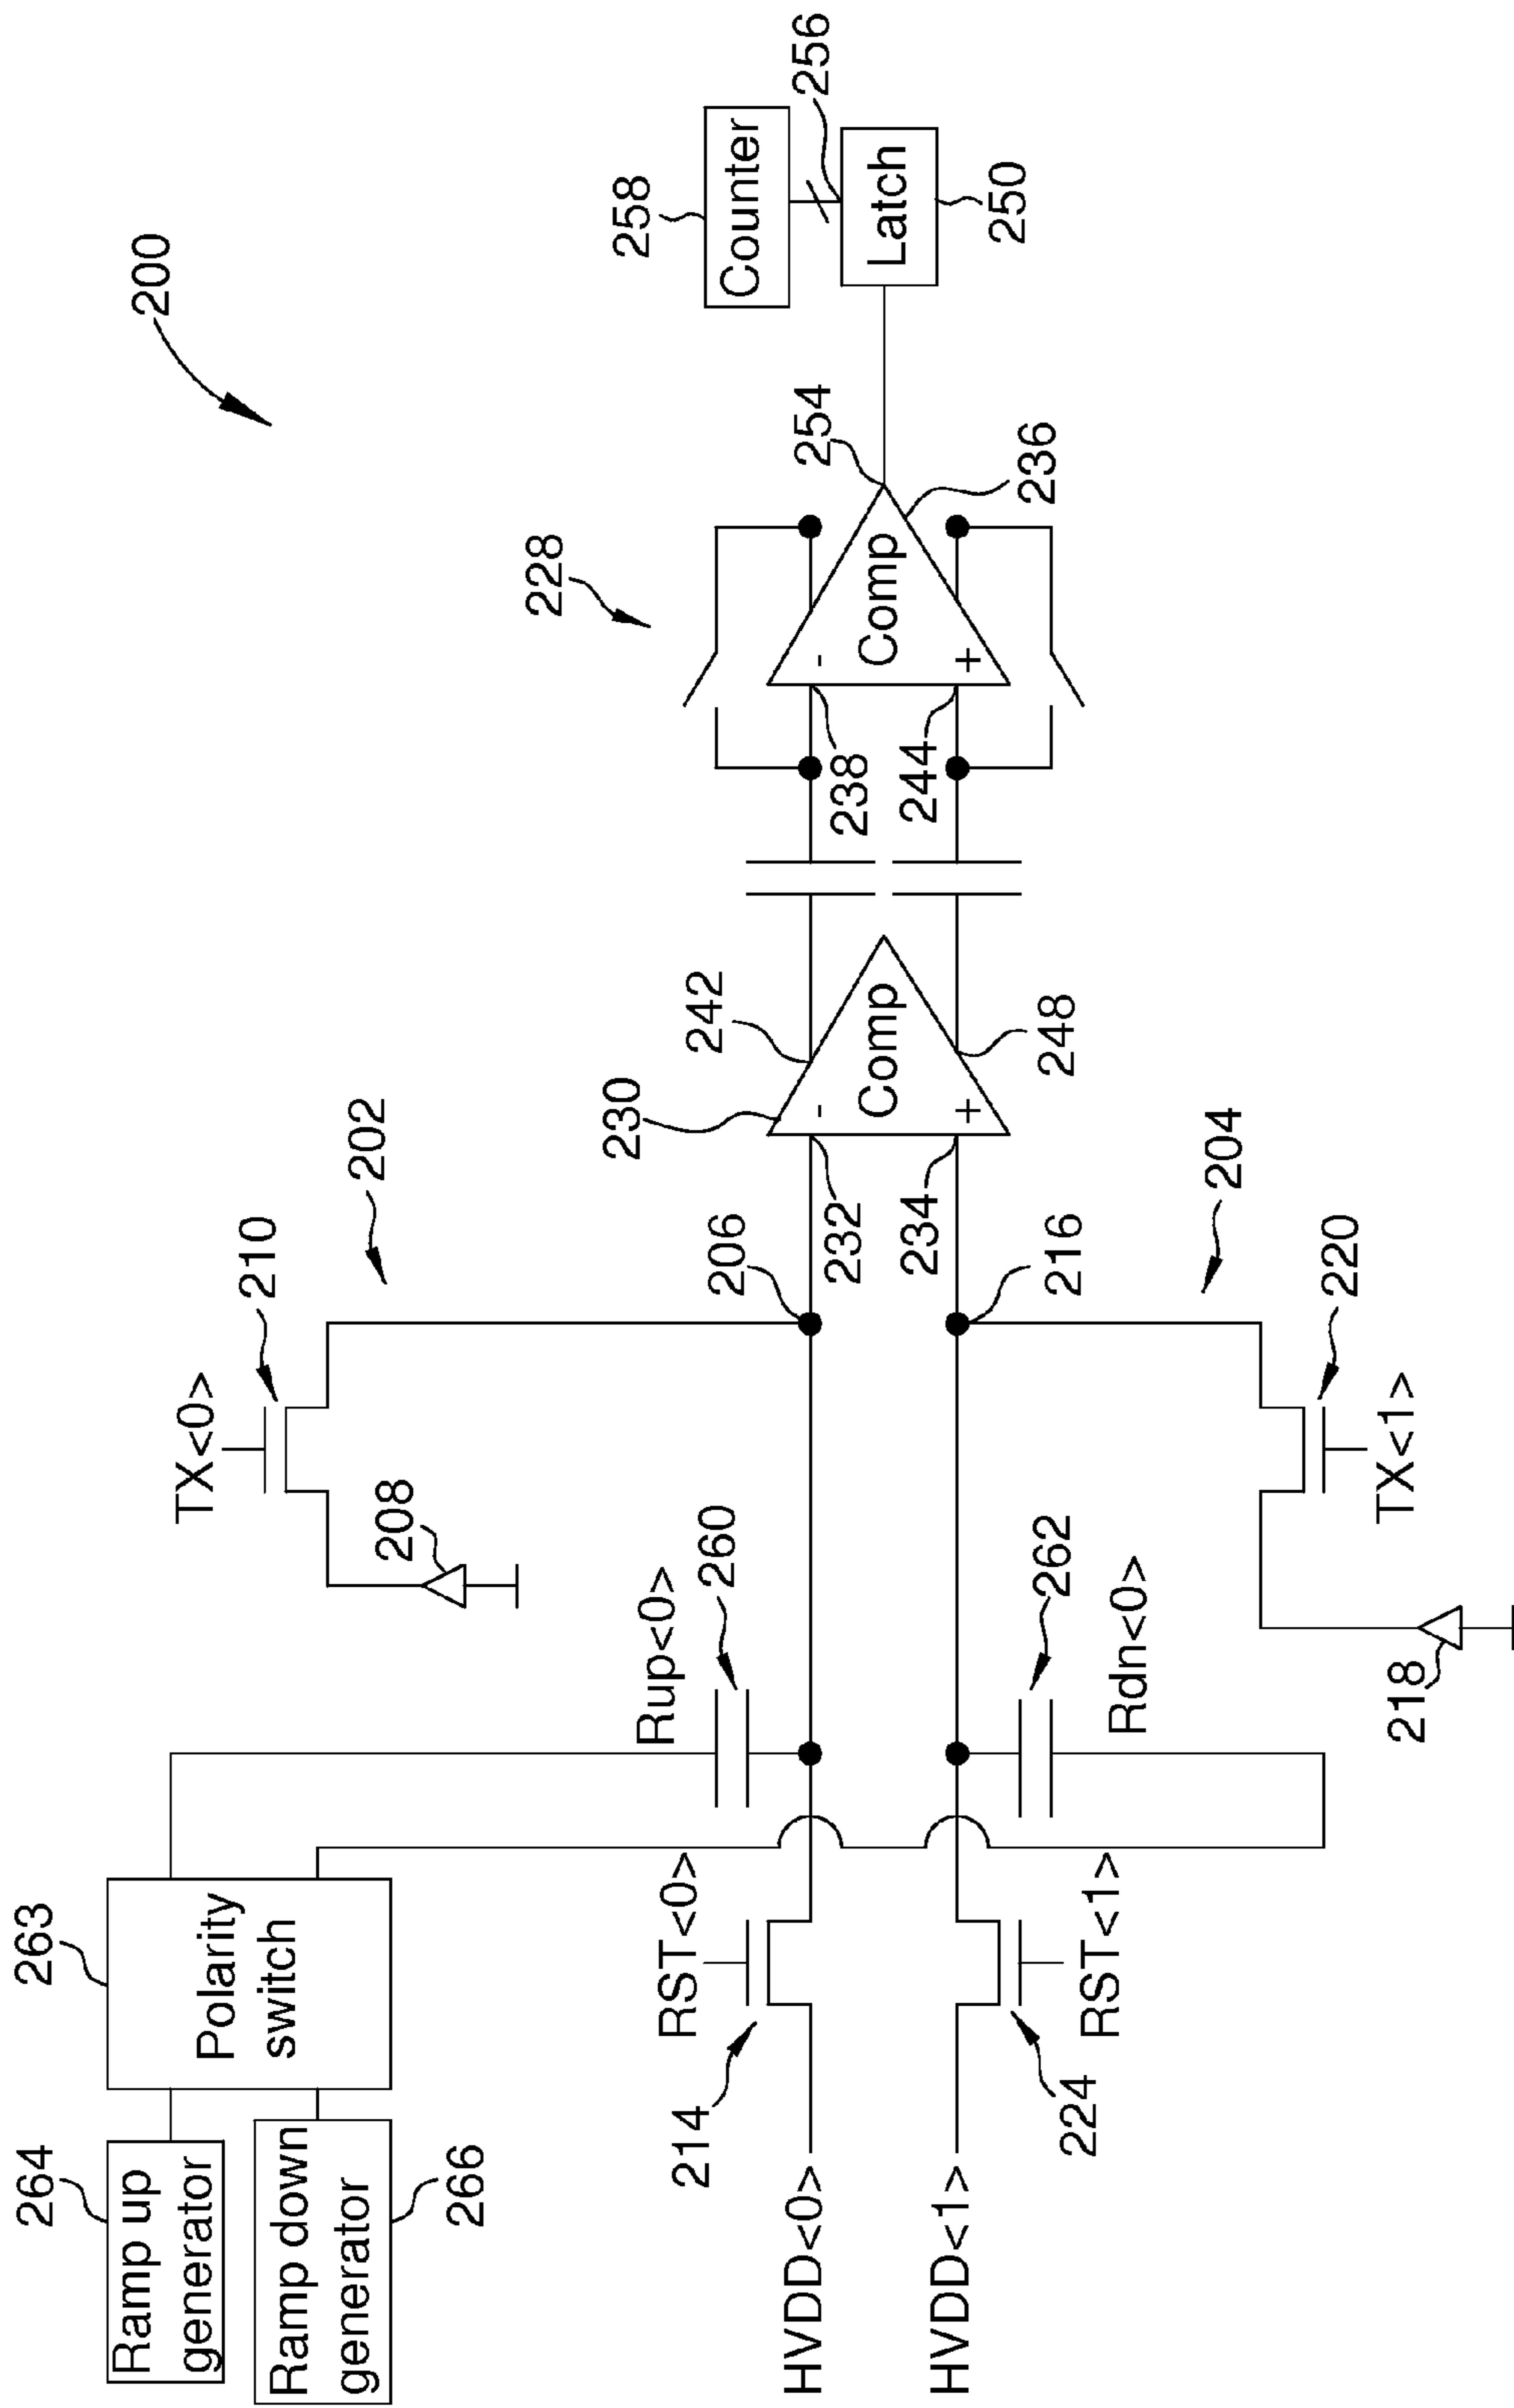 200
264
Ramp up
generator
263
Polarity
switch
Ramp down
generator
266
TX<0>
210
202
208
Rup<0>
260
RST<0>
214
206
230
242
228
258
Counter
256
Latch
250
254
HVDD<0>
232
-
Comp
238
-
Comp
HVDD<1>
234
+
244
+
236
224
RST<1>
Rdn<0>
262
216
248
204
218
TX<1>
220